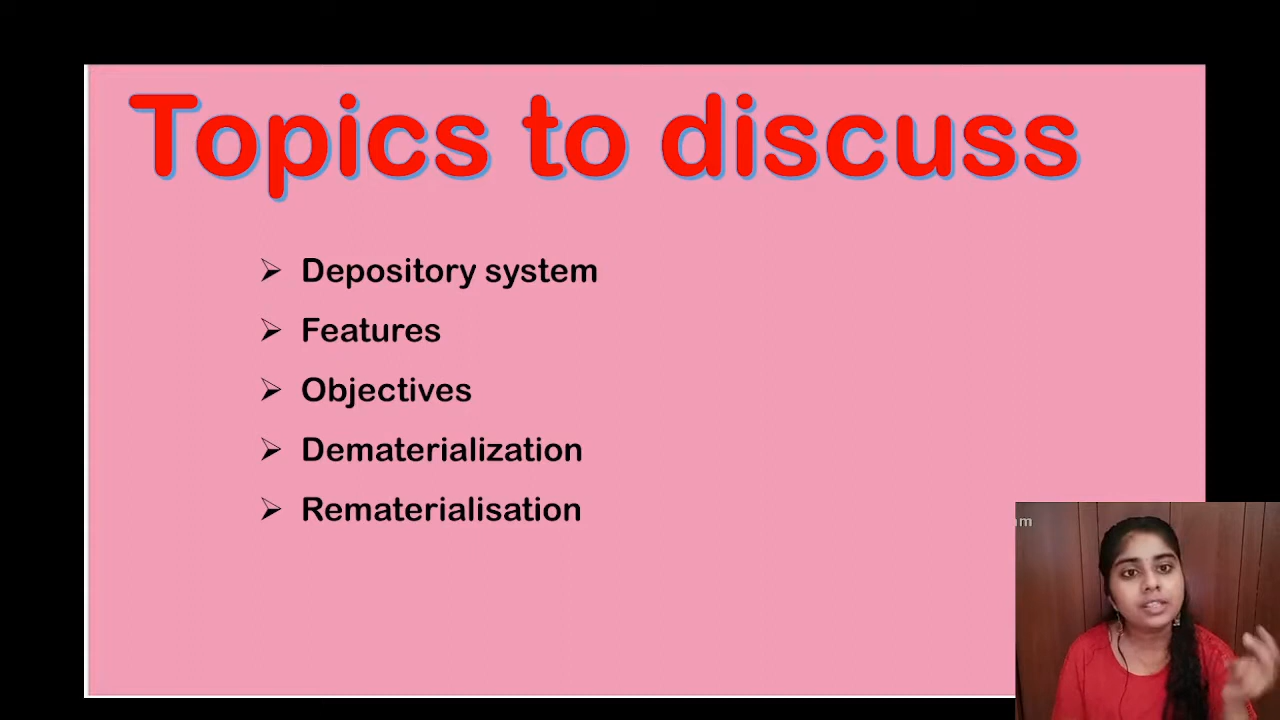 Topics to discuss
Depository system
Features
Objectives
Dematerialization
Rematerialisation